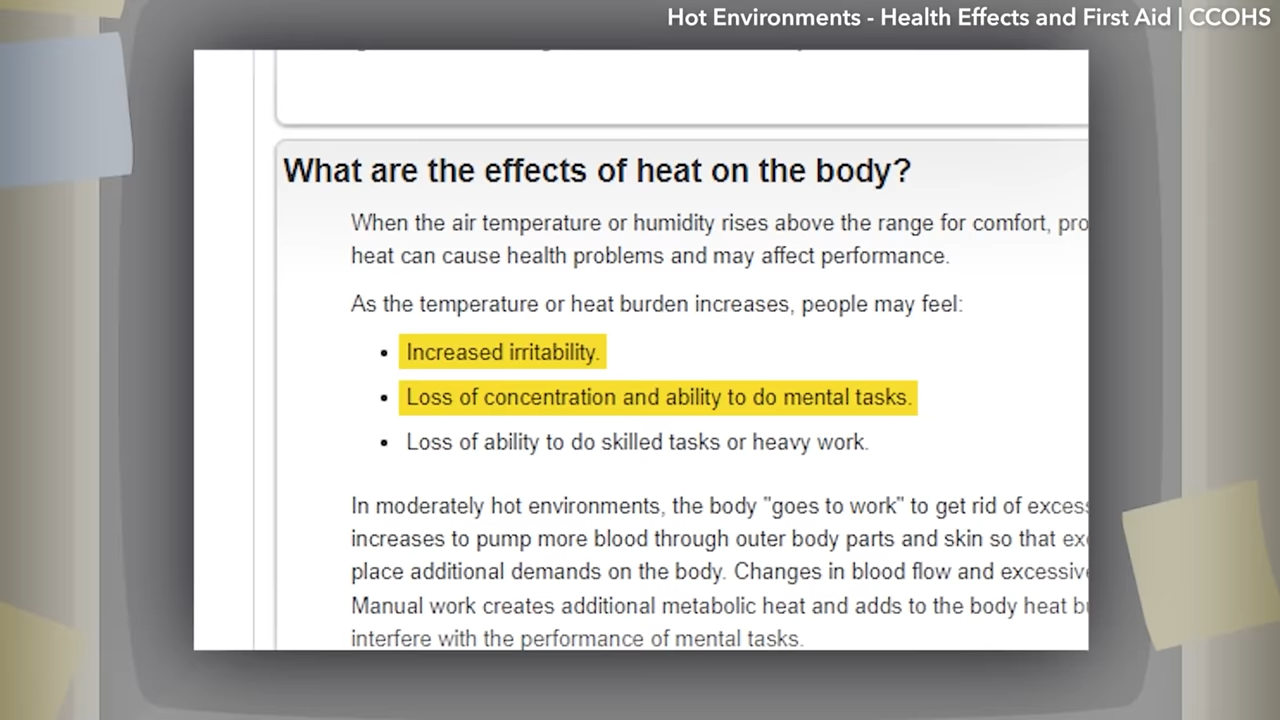 Hot Environments - Health Effects and First Aid | CCOHS
What are the effects of heat on the body?
When the air temperature or humidity rises above the range for comfort, pro
heat can cause health problems and may affect performance.
As the temperature or heat burden increases, people may feel:
• Increased irritability.
• Loss of concentration and ability to do mental tasks.
• Loss of ability to do skilled tasks or heavy work.
In moderately hot environments, the body "goes to work" to get rid of excess
increases to pump more blood through outer body parts and skin so that ex
place additional demands on the body. Changes in blood flow and excessiv
Manual work creates additional metabolic heat and adds to the body heat b
interfere with the performance of mental tasks.